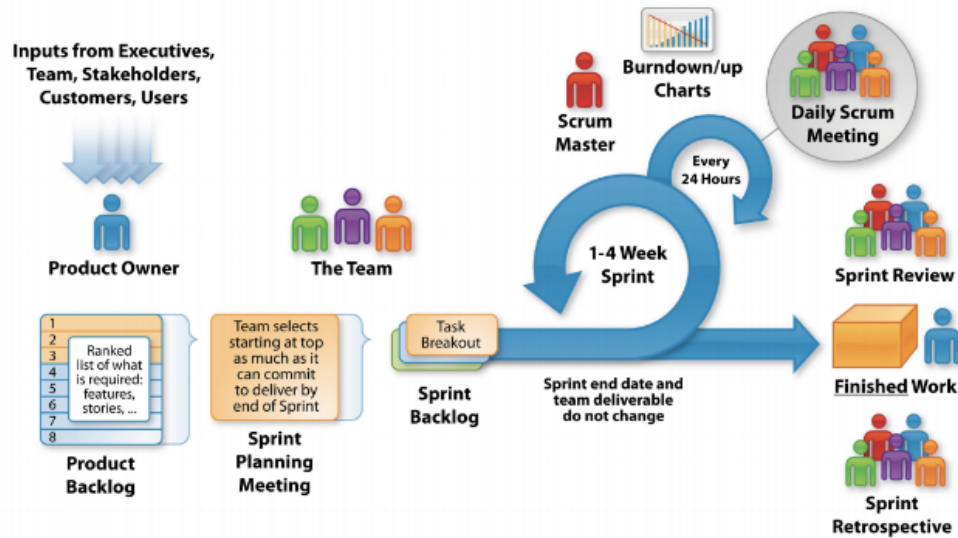 Inputs from Executives,
Team, Stakeholders,
Customers, Users
Product Owner
The Team
Scrum
Master
Burndown/up
Charts
Daily Scrum
Meeting
Every
24 Hours
1-4 Week
Sprint
Sprint Review
1
2
3
4
5
6
7
8
Ranked
list of what
is required:
features,
stories, ...
Product
Backlog
Team selects
starting at top
as much as it
can commit
to deliver by
end of Sprint
Sprint
Planning
Meeting
Task
Breakout
Sprint
Backlog
Sprint end date and
team deliverable
do not change
Finished Work
Sprint
Retrospective